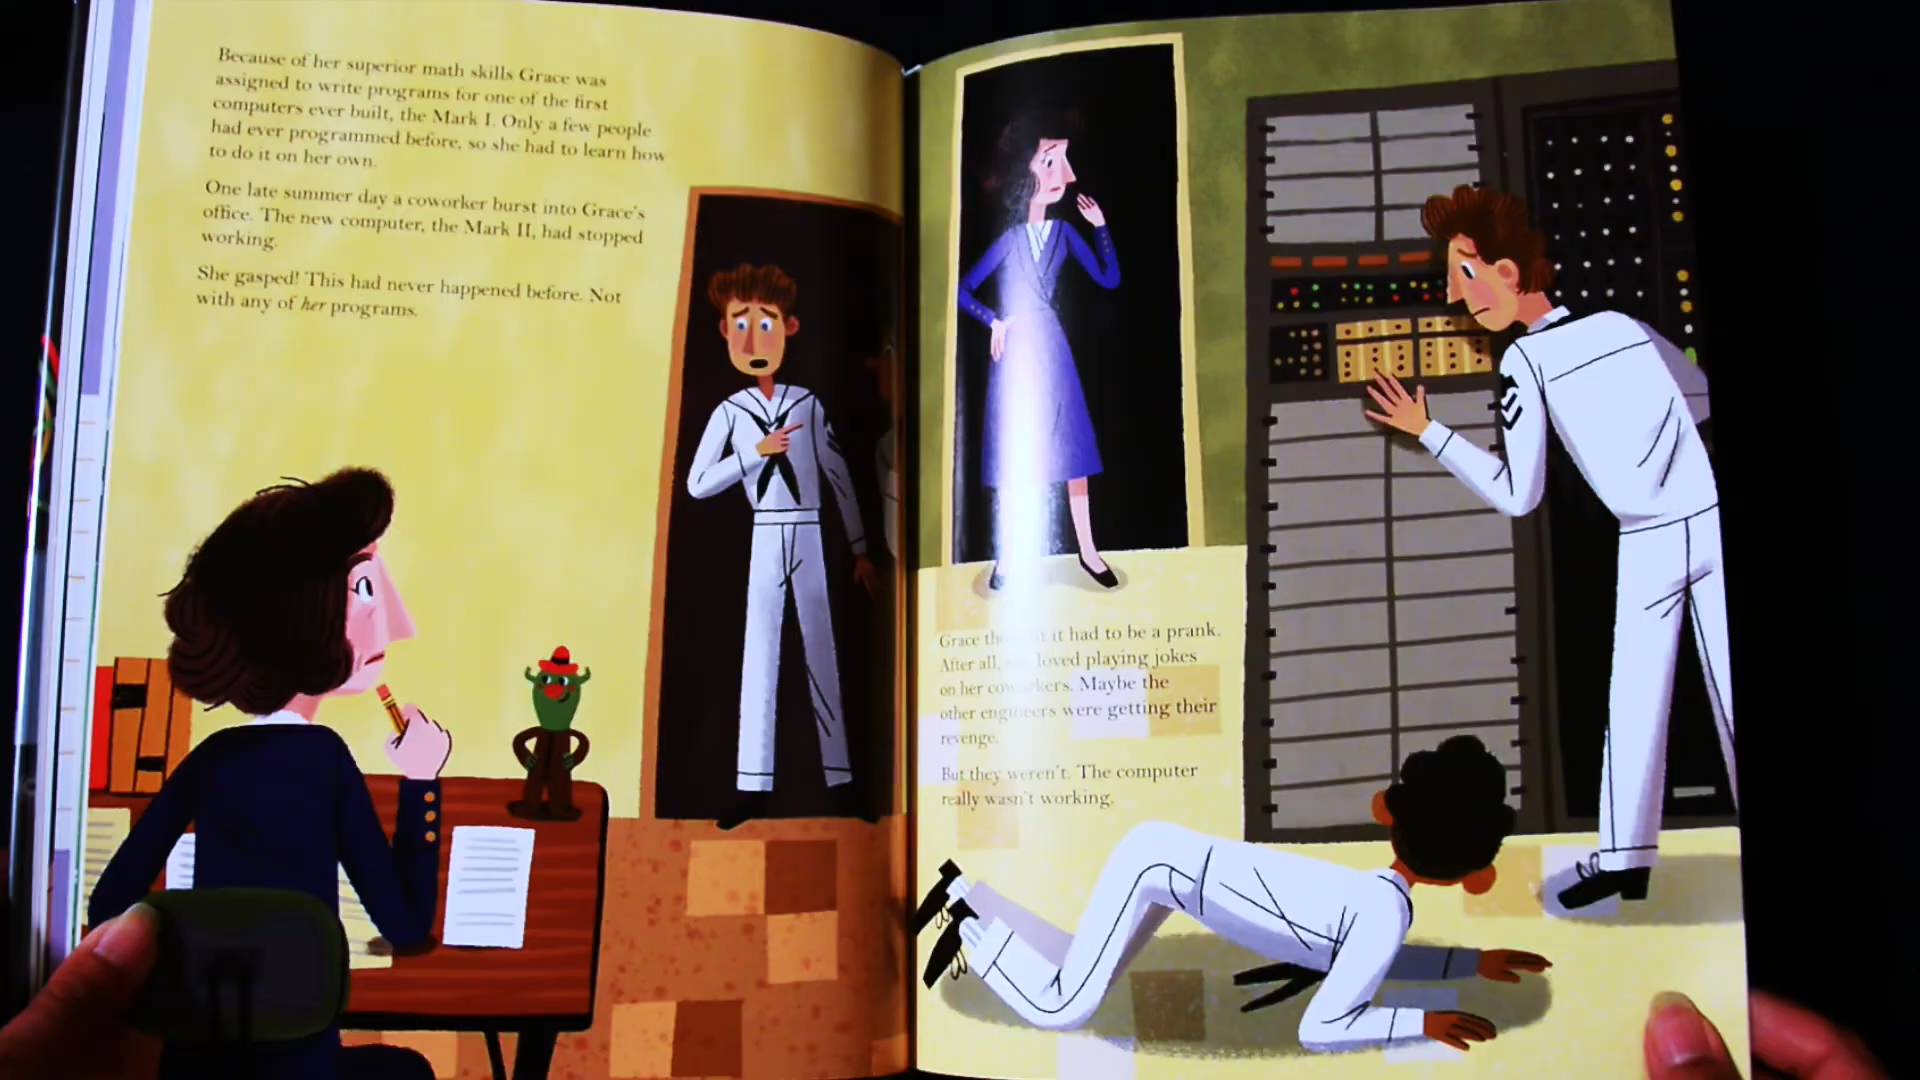 Because of her superior math skills Grace was
assigned to write programs for one of the first
computers ever built, the Mark I. Only a few people
had ever programmed before, so she had to learn how
to do it on her own.
One late summer day a coworker burst into Grace's
office. The new computer, the Mark II, had stopped
working.
She gasped! This had never happened before. Not
with any of her programs.
Grace it had to be a prank.
After all, loved playing jokes
on her coworkers. Maybe the
other engineers were getting their
revenge.
But they weren't. The computer
really wasn't working.